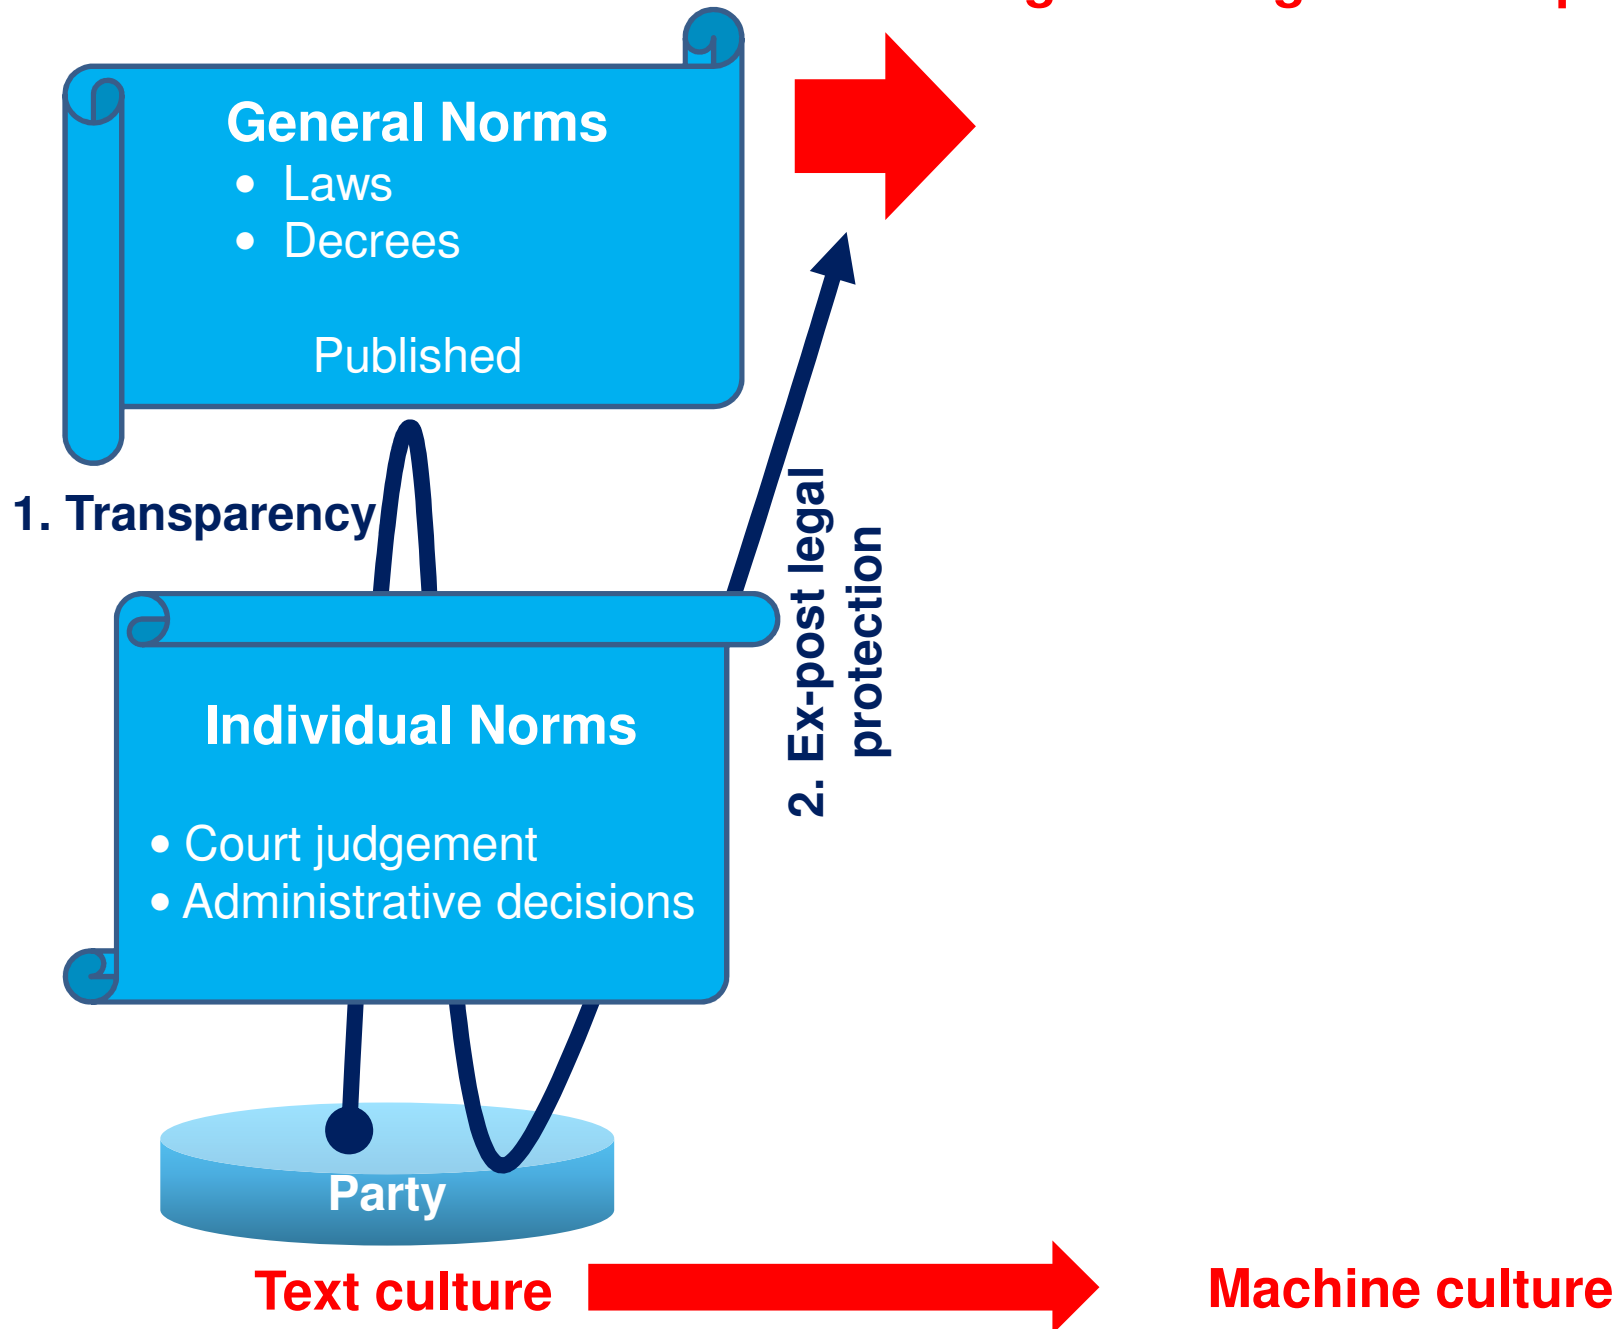 General Norms
• Laws
• Decrees
Published
1. Transparency
2. Ex-post legal
protection
Individual Norms
• Court judgement
• Administrative decisions
Party
Text culture
Machine culture